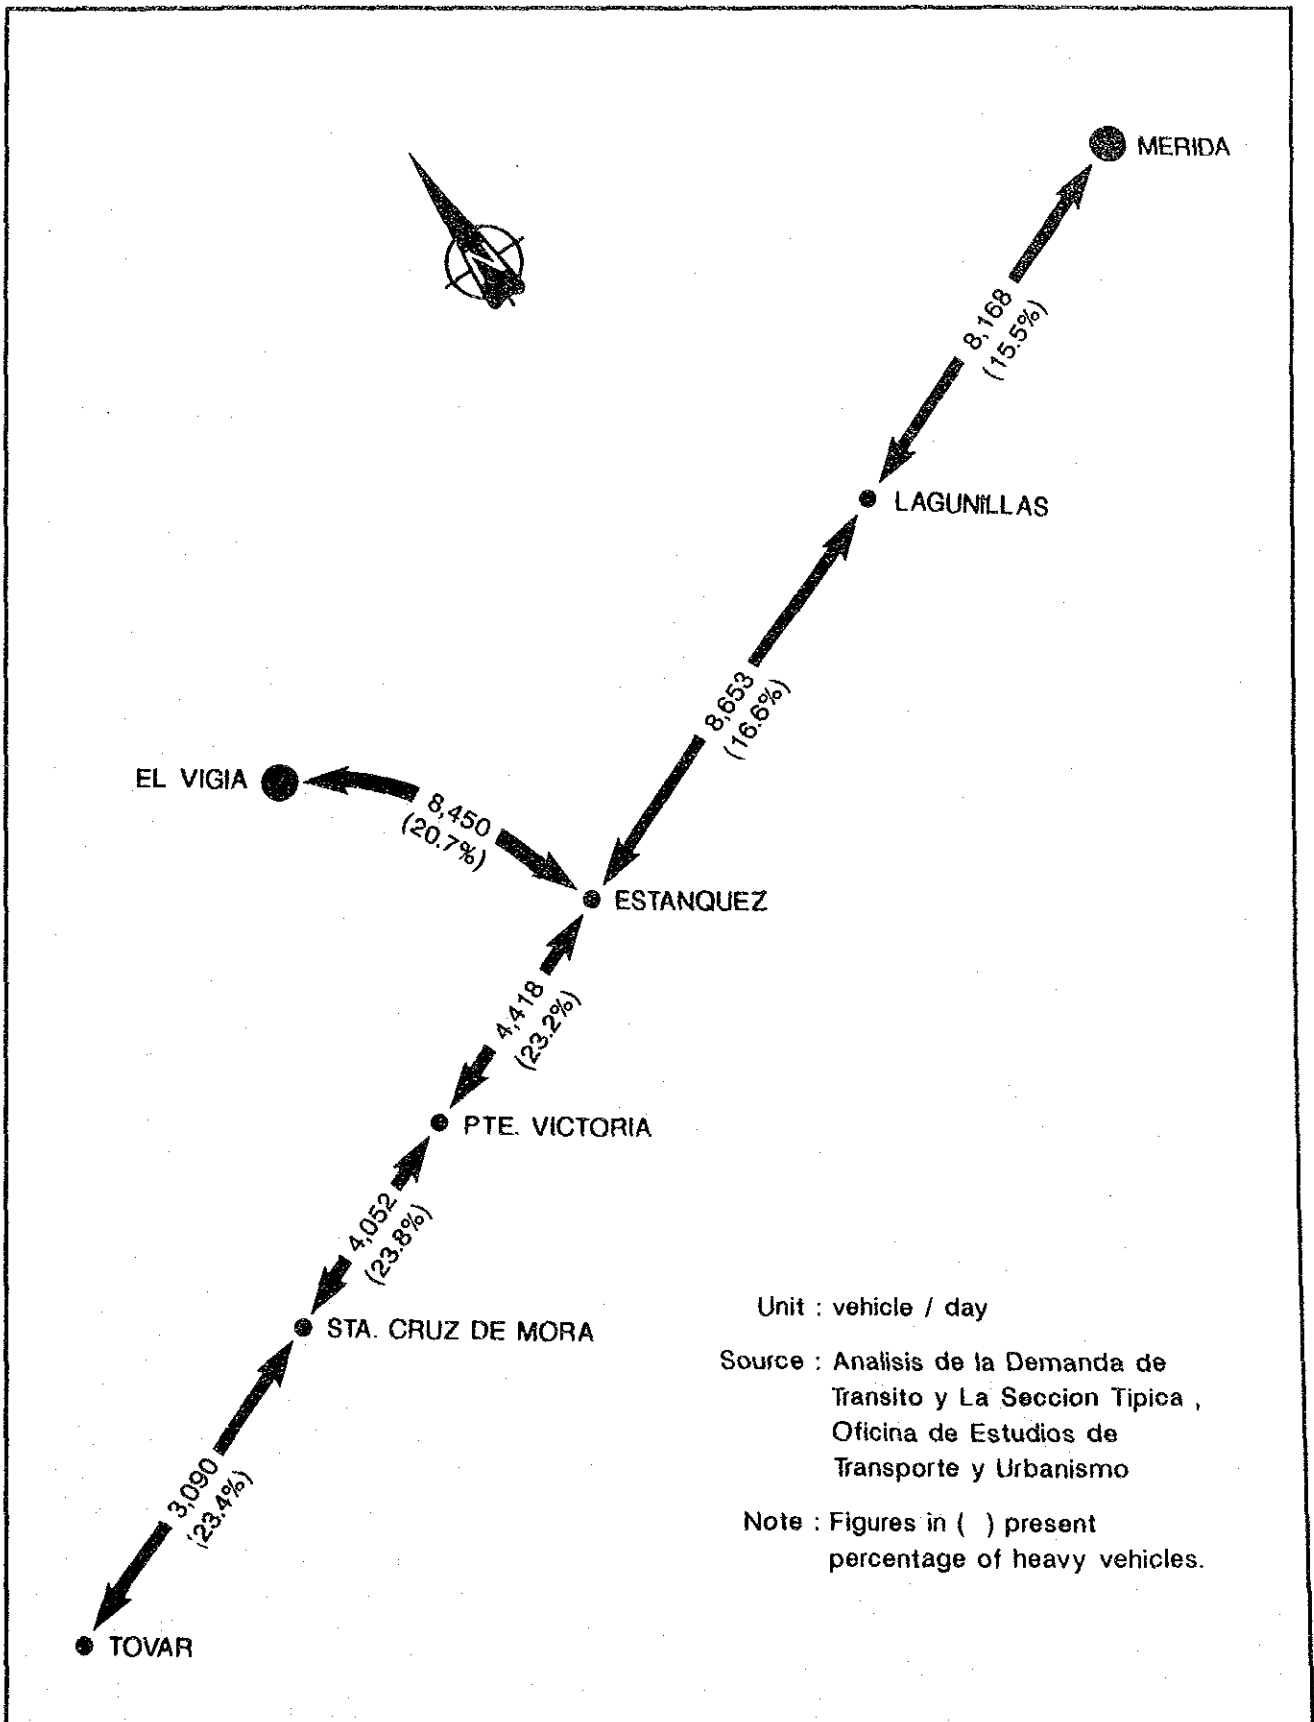 MERIDA
N
8,168
(15.5%)
LAGUNILLAS
8,653
(16.6%)
EL VIGIA
8,450
(20.7%)
ESTANQUEZ
4,418
(23.2%)
PTE. VICTORIA
4,052
(23.8%)
STA. CRUZ DE MORA
3,090
(23.4%)
TOVAR
Unit : vehicle / day
Source : Analisis de la Demanda de
Transito y La Seccion Tipica ,
Oficina de Estudios de
Transporte y Urbanismo
Note : Figures in ( ) present
percentage of heavy vehicles.